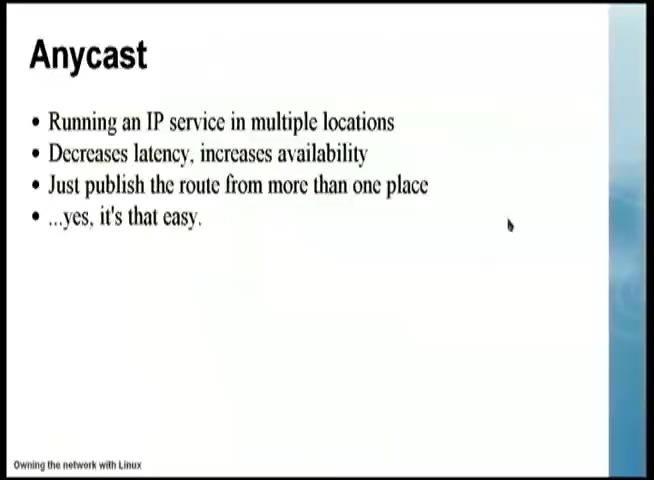 Anycast
• Running an IP service in multiple locations
• Decreases latency, increases availability
• Just publish the route from more than one place
• ...yes, it's that easy.
Owning the network with Linux